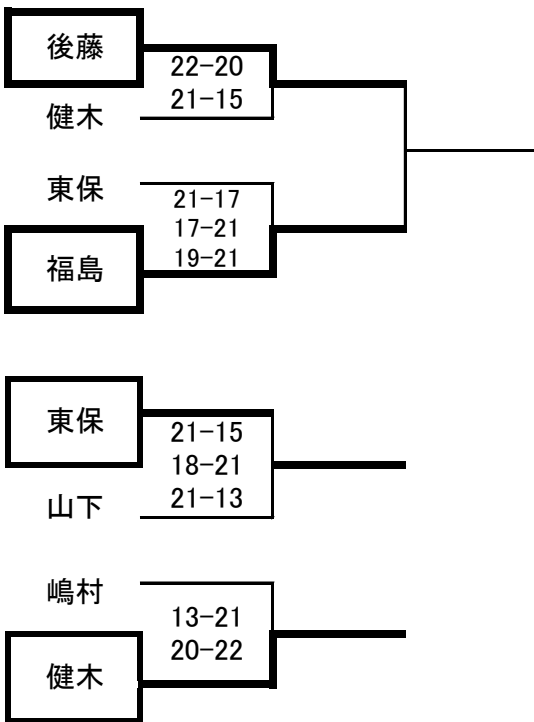 後藤
22-20
21-15
健木
東保
21-17
17-21
19-21
福島
東保
21-15
18-21
21-13
山下
嶋村
13-21
20-22
健木